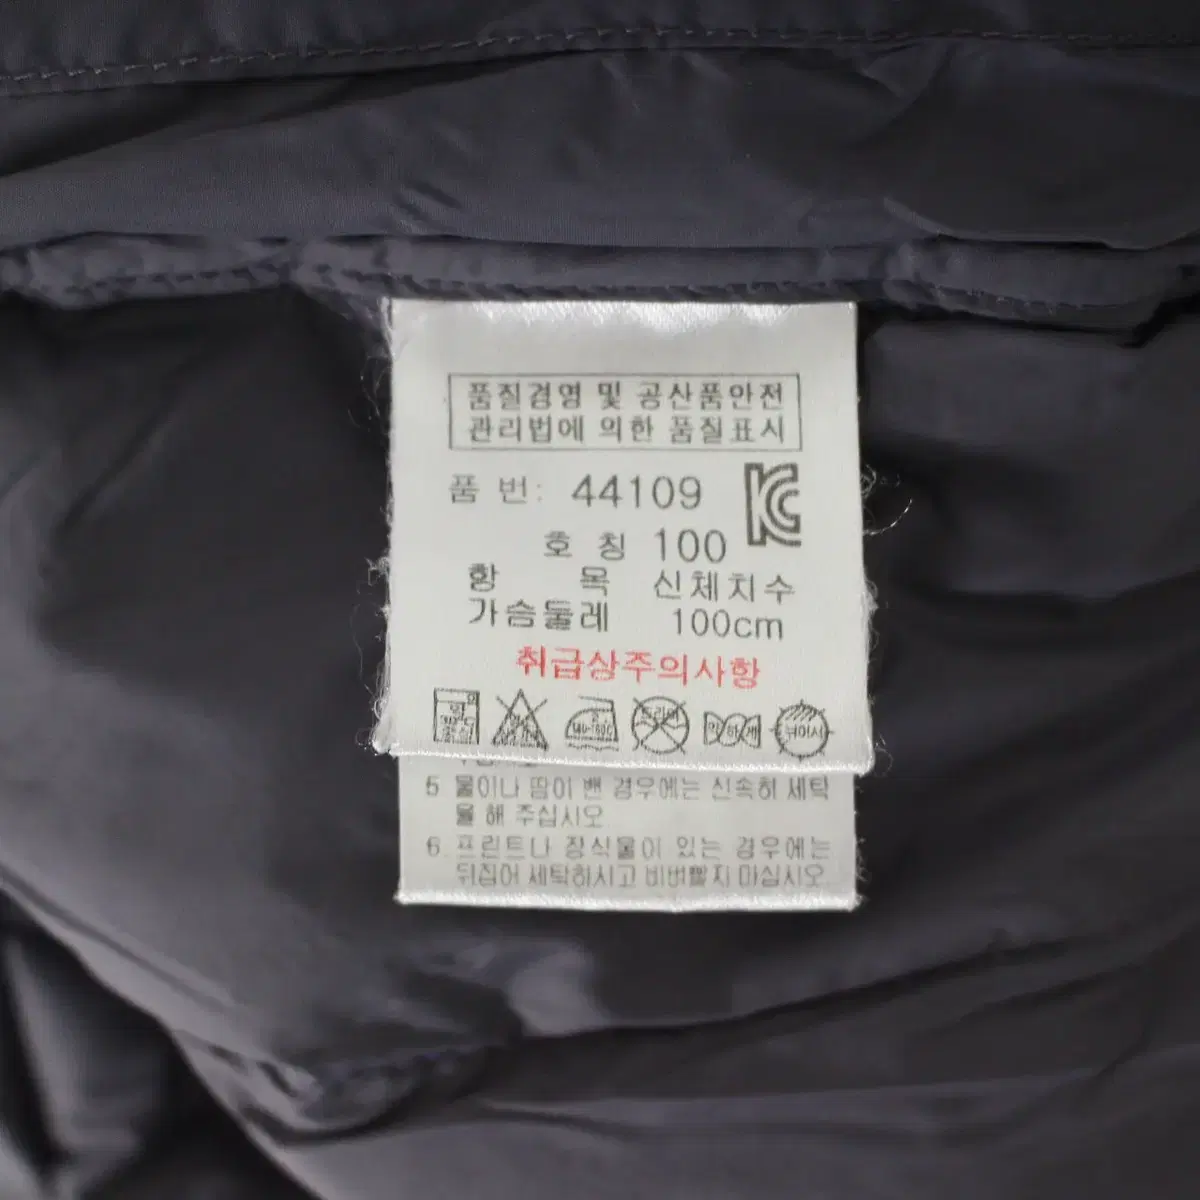 품질경영 및 공산품안전
관리법에 의한 품질표시
품 번: 44109
호 칭 100
항 목 신체치수
가슴둘레 100cm
취급상주의사항
5 물이나 땀이 밴 경우에는 신속히 세탁
을 해 주십시오
6 프린트나 장식물이 있는 경우에는
뒤집어 세탁하시고 비벼빨지 마십시오